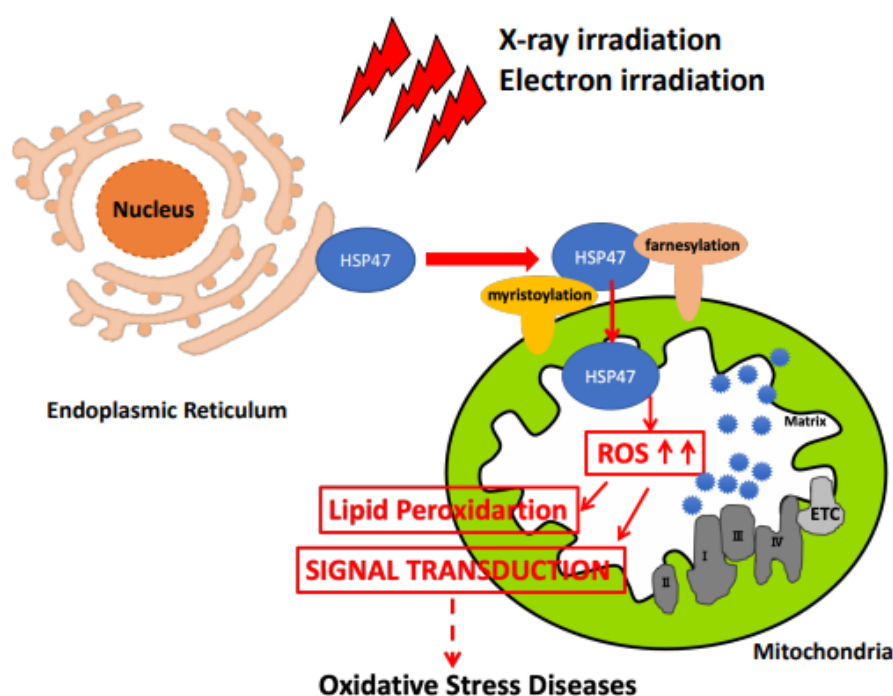 X-ray irradiation
Electron irradiation
Nucleus
HSP47
HSP47
farnesylation
myristoylation
HSP47
Endoplasmic Reticulum
Matrix
ROS ↑ ↑
Lipid Peroxidartion
ETC
III
IV
I
II
SIGNAL TRANSDUCTION
Mitochondria
Oxidative Stress Diseases